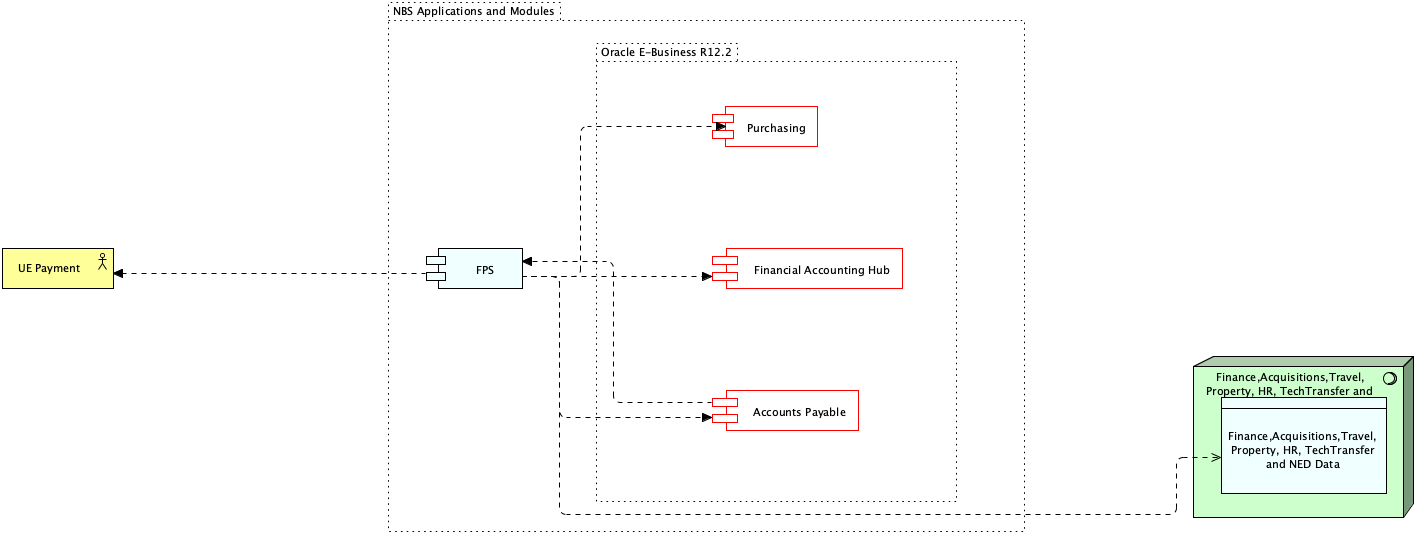 NBS Applications and Modules
Oracle E-Business R12.2
Purchasing
UE Payment
FPS
Financial Accounting Hub
Accounts Payable
Finance,Acquisitions,Travel,
Property, HR, TechTransfer and
Finance,Acquisitions,Travel,
Property, HR, TechTransfer
and NED Data